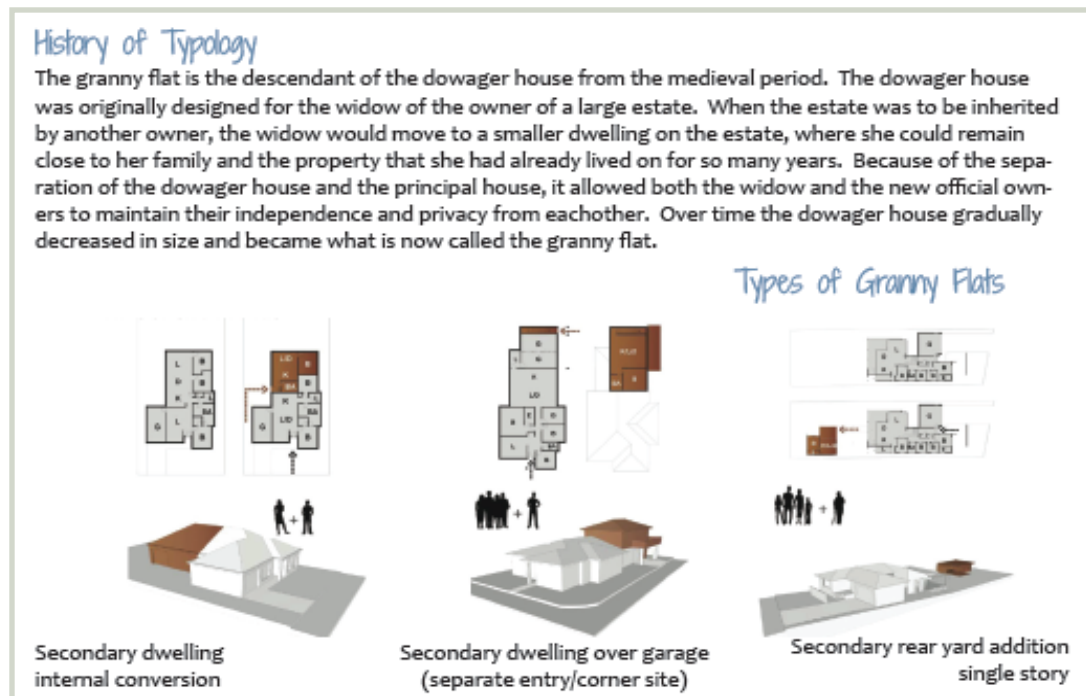 History of Typology
The granny flat is the descendant of the dowager house from the medieval period. The dowager house
was originally designed for the widow of the owner of a large estate. When the estate was to be inherited
by another owner, the widow would move to a smaller dwelling on the estate, where she could remain
close to her family and the property that she had already lived on for so many years. Because of the sepa-
ration of the dowager house and the principal house, it allowed both the widow and the new official own-
ers to maintain their independence and privacy from eachother. Over time the dowager house gradually
decreased in size and became what is now called the granny flat.
Types of Granny Flats
Secondary dwelling
internal conversion
Secondary dwelling over garage
(separate entry/corner site)
Secondary rear yard addition
single story